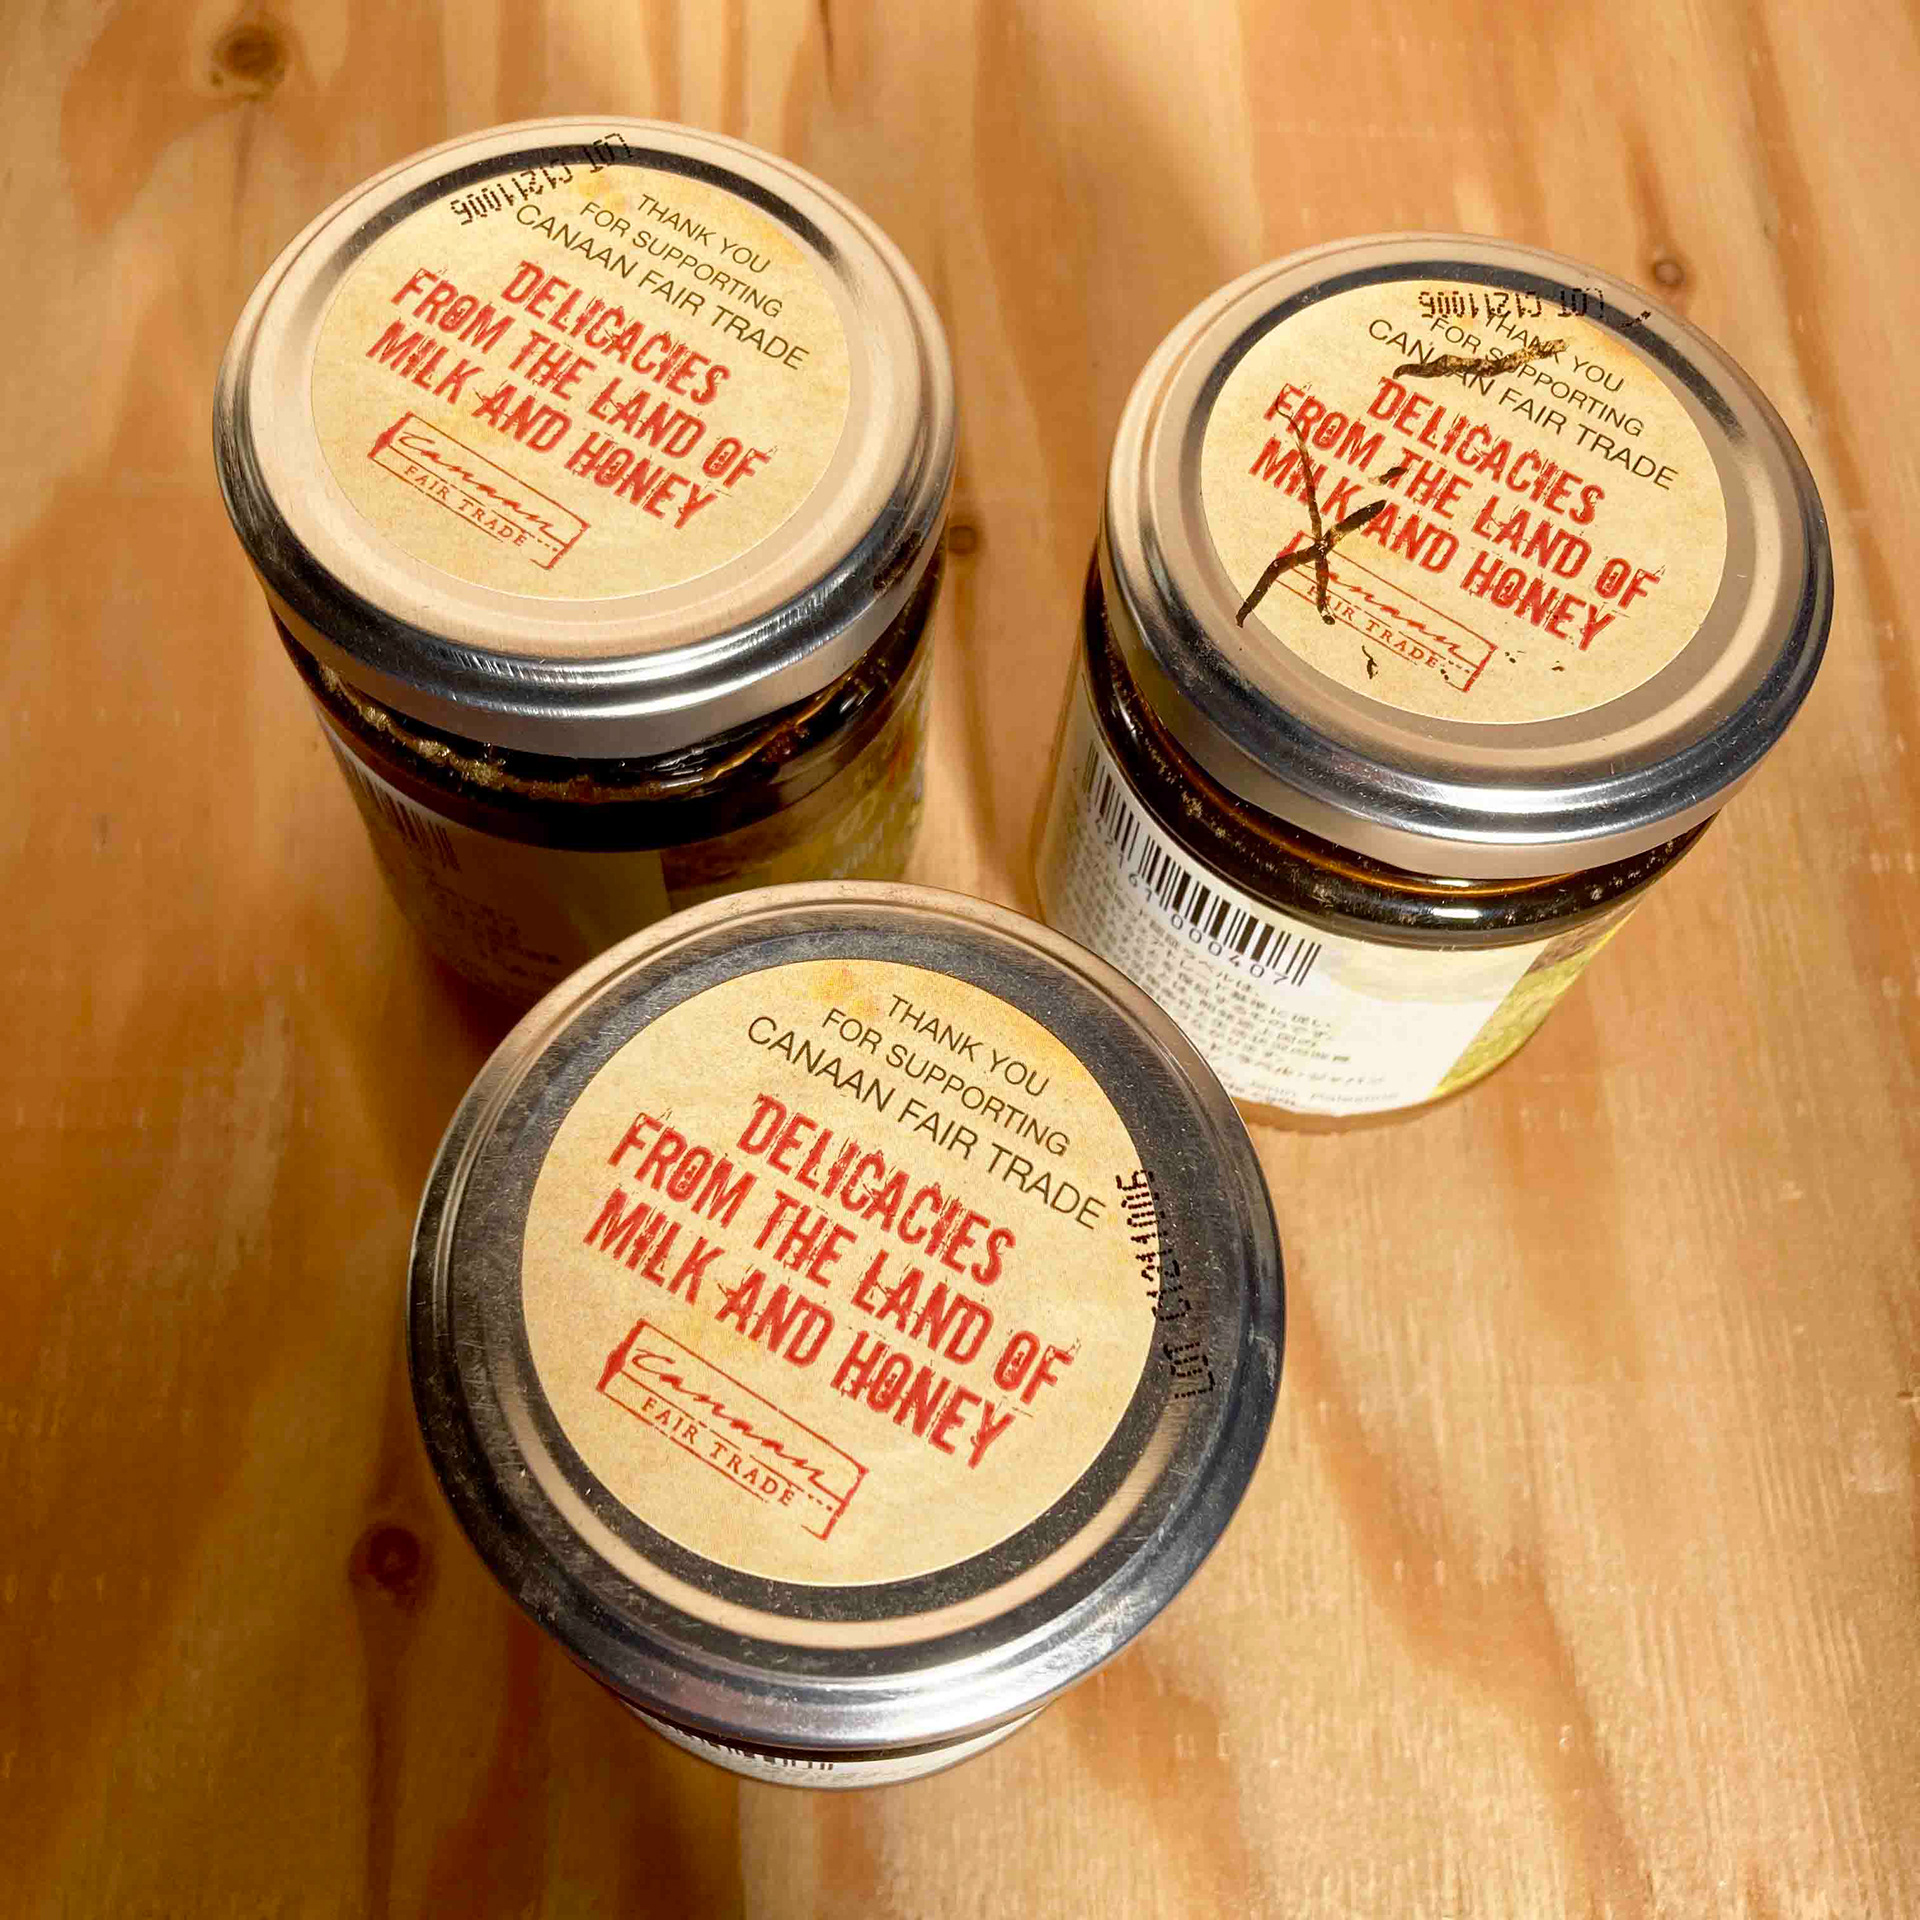 LOT C1211006
THANK YOU
FOR SUPPORTING
CANAAN FAIR TRADE
DELICACIES
FROM THE LAND OF
MILK AND HONEY
Canaan
FAIR TRADE
LOT C1211006
THANK YOU
FOR SUPPORTING
CANAAN FAIR TRADE
DELICACIES
FROM THE LAND OF
MILK AND HONEY
Canaan
FAIR TRADE
THANK YOU
FOR SUPPORTING
CANAAN FAIR TRADE
DELICACIES
FROM THE LAND OF
MILK AND HONEY
Canaan
FAIR TRADE
LOT C1211006